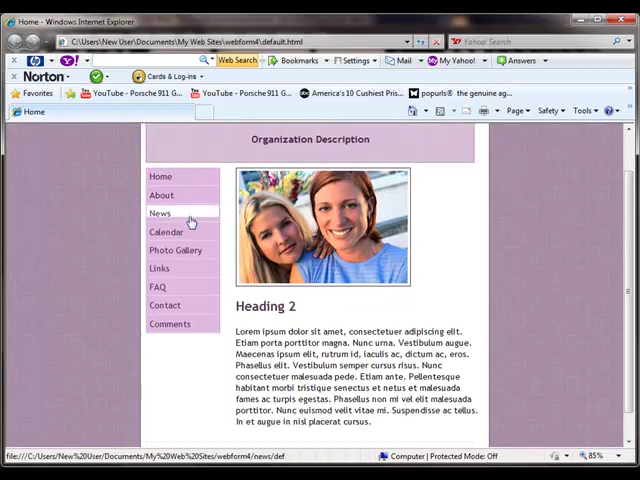 Home - Windows Internet Explorer
C:\Users\New User\Documents\My Web Sites\webform4\default.html
Yahoo! Search
hp Y! Web Search Bookmarks Settings Mail My Yahoo! Answers
Norton Cards & Log-ins
Favorites YouTube - Porsche 911 G... YouTube - Porsche 911 G... America's 10 Cushiest Pris... popurls® the genuine ag...
Home Page Safety Tools
Organization Description
Home
About
News
Calendar
Photo Gallery
Links
FAQ
Contact
Comments
Heading 2
Lorem ipsum dolor sit amet, consectetuer adipiscing elit.
Etiam porta porttitor magna. Nunc urna. Vestibulum augue.
Maecenas ipsum elit, rutrum id, iaculis ac, dictum ac, eros.
Phasellus elit. Vestibulum semper cursus risus. Nunc
consectetuer malesuada pede. Etiam ante. Pellentesque
habitant morbi tristique senectus et netus et malesuada
fames ac turpis egestas. Phasellus non mi vel elit malesuada
porttitor. Nunc euismod velit vitae mi. Suspendisse ac tellus.
In et augue in nisl placerat cursus.
file:///C:/Users/New%20User/Documents/My%20Web%20Sites/webform4/news/def Computer | Protected Mode: Off 85%